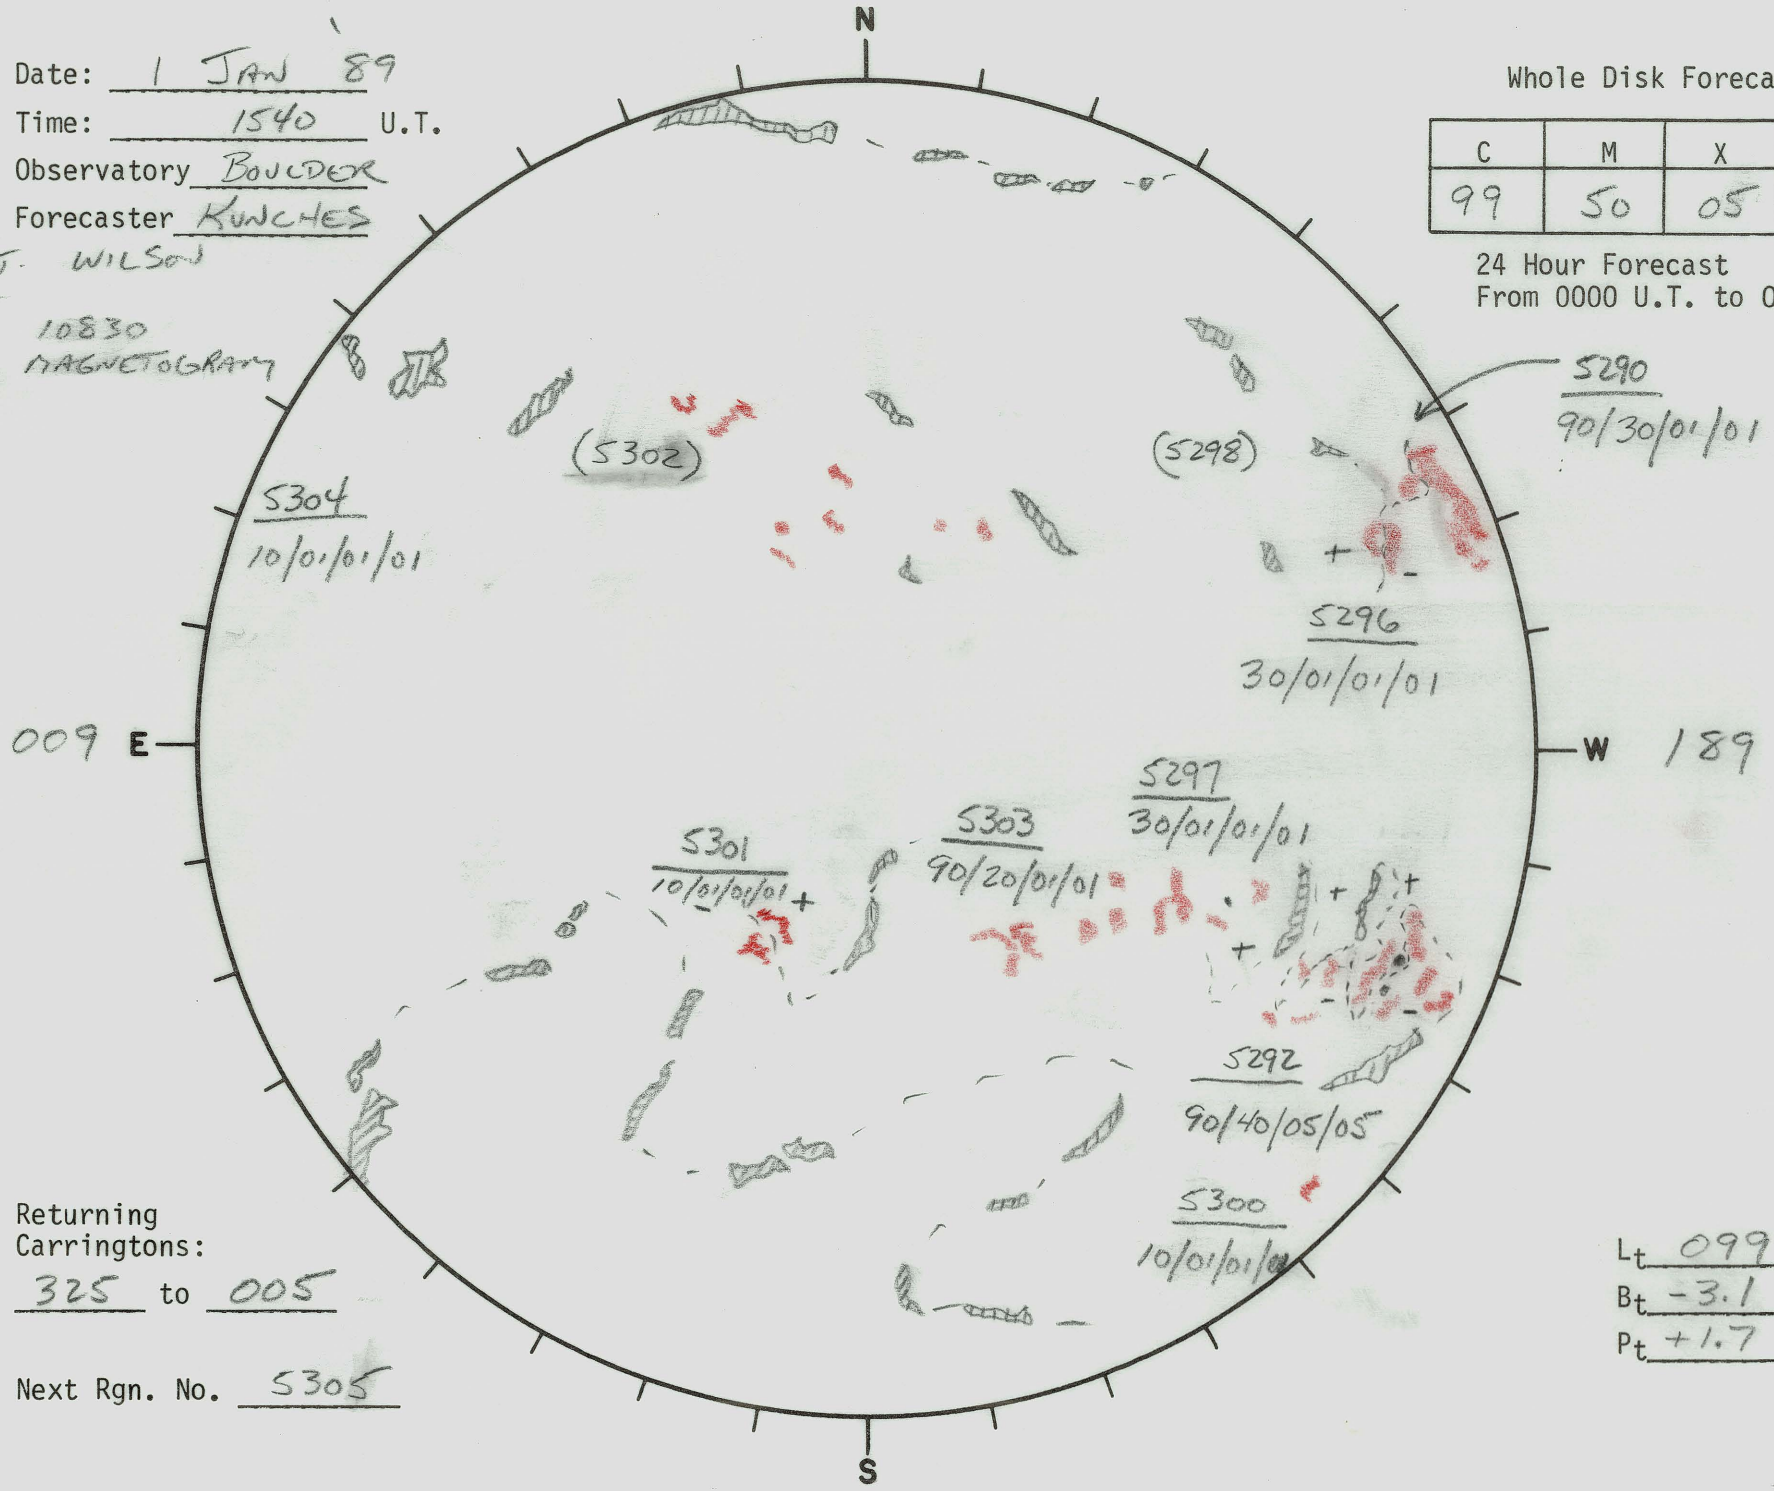 N
Date: 1 JAN '89
Time: 1540 U.T.
Observatory BOULDER
Forecaster KUNCHES
T. WILSON
10830
MAGNETOGRAM
Whole Disk Foreca
C M X
99 50 05
24 Hour Forecast
From 0000 U.T. to 0
5290
90/30/01/01
(5302)
(5298)
5304
10/01/01/01
+
-
5296
30/01/01/01
009 E
W 189
5297
30/01/01/01
5303
90/20/01/01
5301
10/01/01/01
- +
+ +
+
-
-
5292
90/40/05/05
5300
10/01/01/01
Returning
Carringtons:
325 to 005
Next Rgn. No. 5305
Lt 099
Bt -3.1
Pt +1.7
S